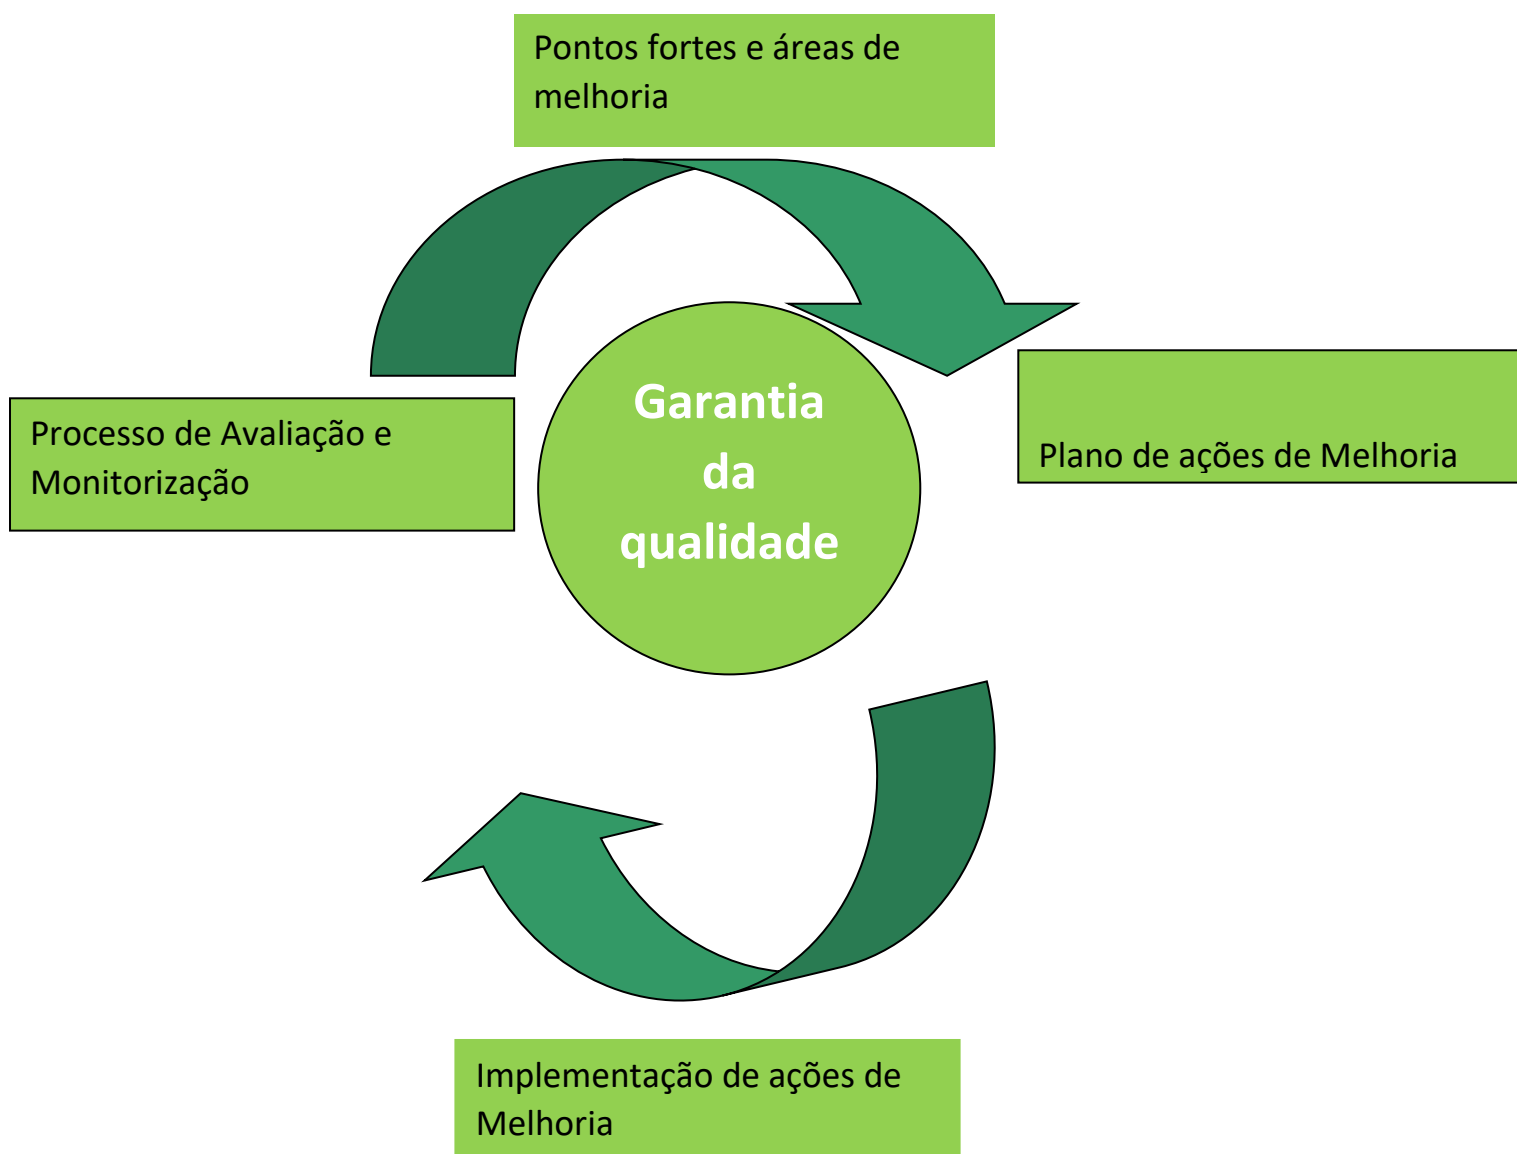 Pontos fortes e áreas de
melhoria
Garantia
da
qualidade
Processo de Avaliação e
Monitorização
Plano de ações de Melhoria
Implementação de ações de
Melhoria